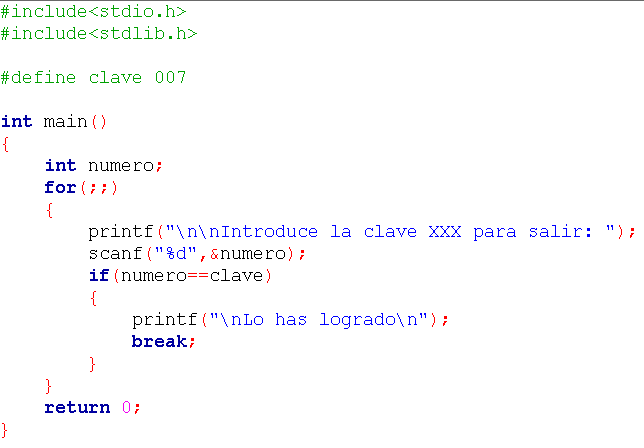 #include<stdio.h>
#include<stdlib.h>
#define clave 007
int main()
{
int numero;
for(;;)
{
printf("\n\nIntroduce la clave XXX para salir: ");
scanf("%d",&numero);
if(numero==clave)
{
printf("\nLo has logrado\n");
break;
}
}
return 0;
}